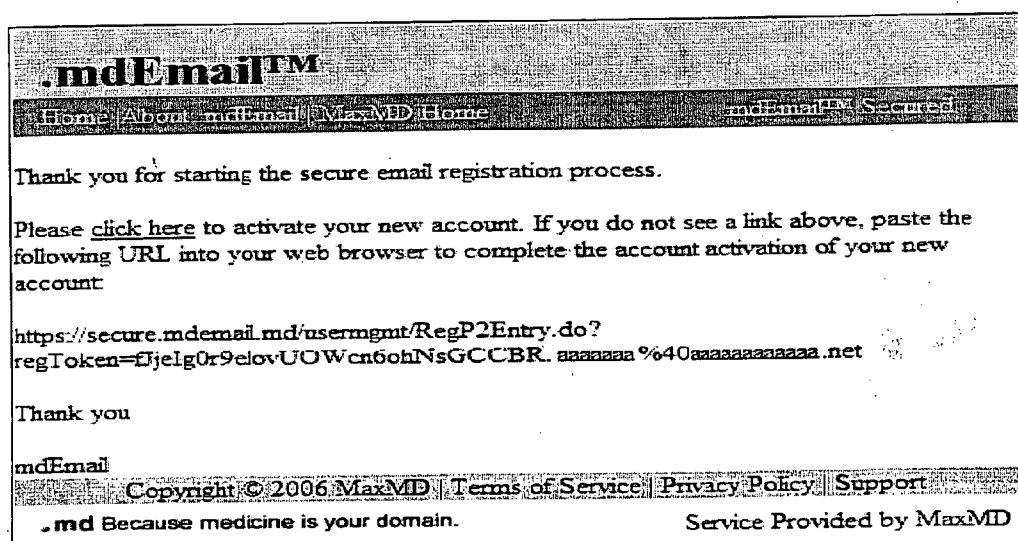 .mdEmail™
Home | About mdEmail | MaxMD Home mdEmail™ Secured
Thank you for starting the secure email registration process.
Please click here to activate your new account. If you do not see a link above, paste the
following URL into your web browser to complete the account activation of your new
account:
https://secure.mdemail.md/usermgmt/RegP2Entry.do?
regToken=fJjeIg0r9elovUOWcn6ohNsGCCBR.aaaaaaa%40aaaaaaaaaaaa.net
Thank you
mdEmail
Copyright © 2006 MaxMD | Terms of Service | Privacy Policy | Support
.md Because medicine is your domain. Service Provided by MaxMD